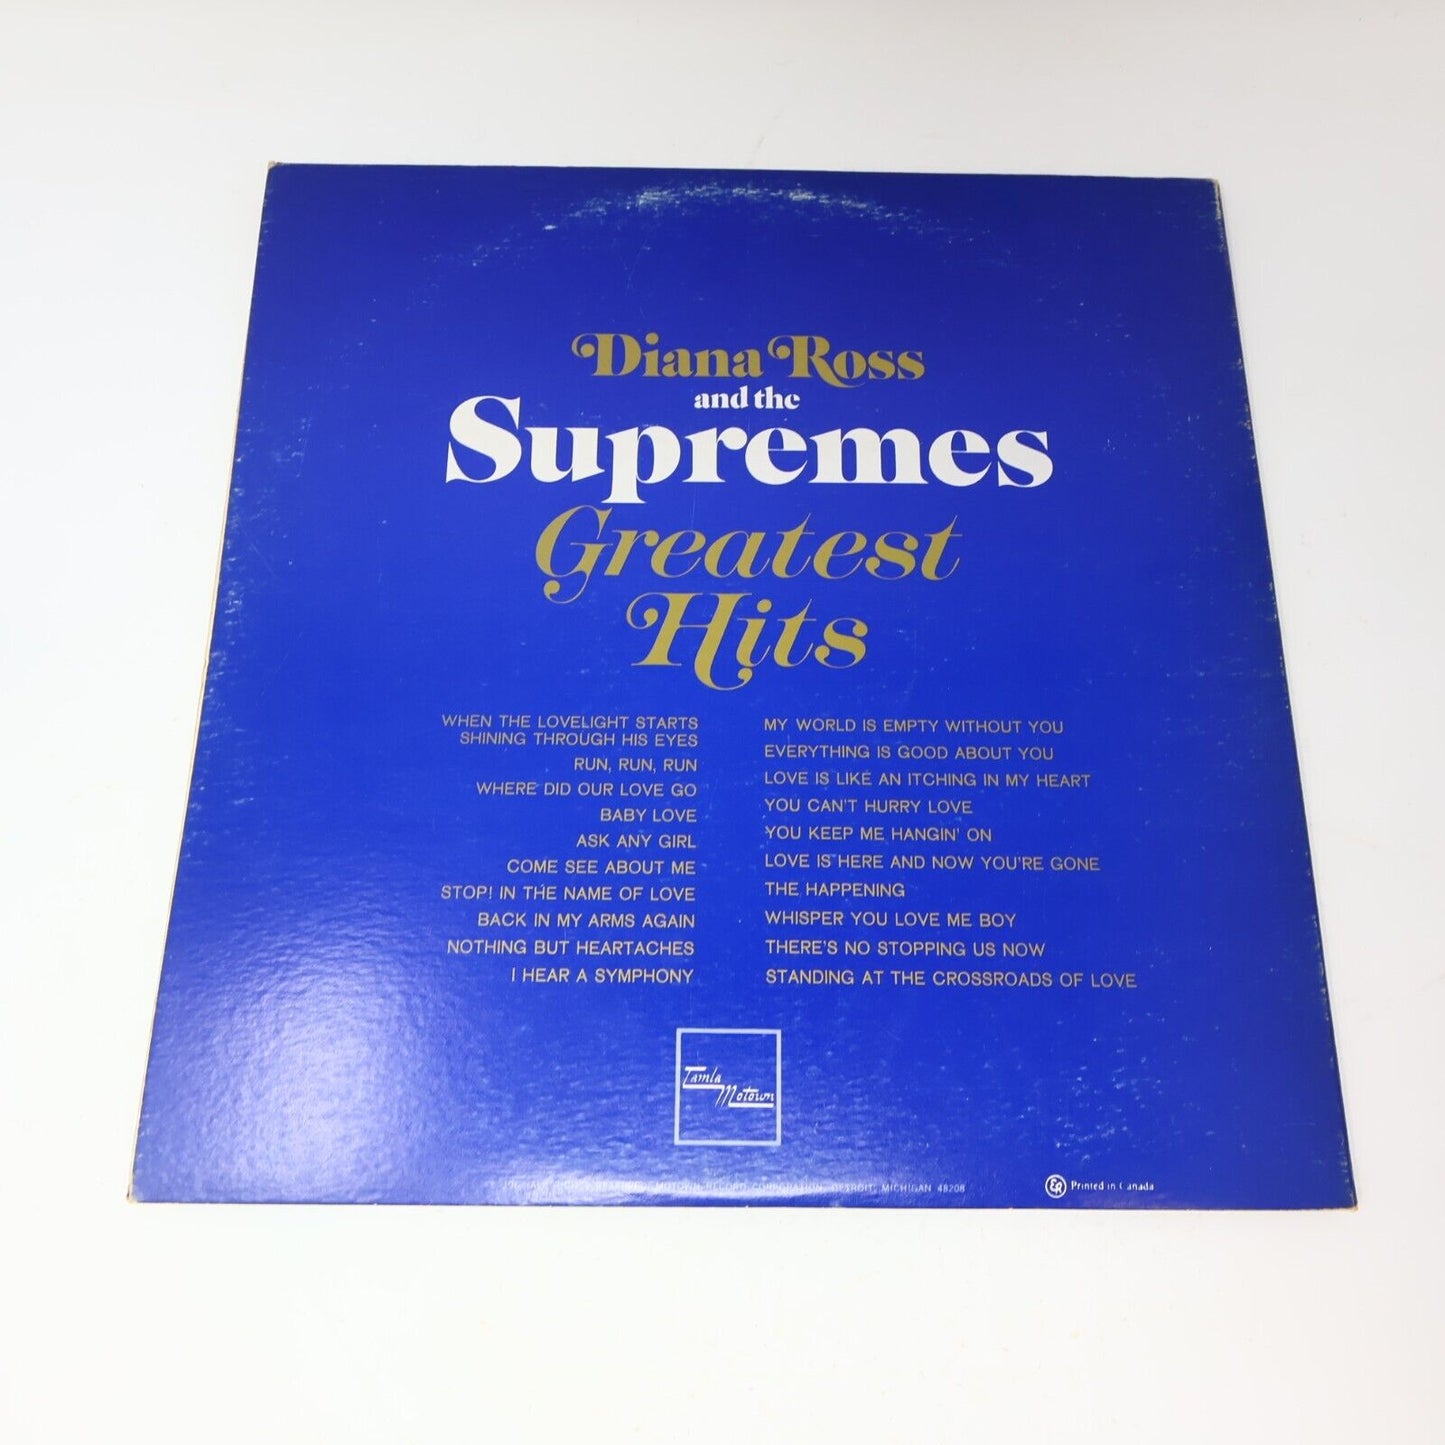 Diana Ross
and the
Supremes
Greatest
Hits
WHEN THE LOVELIGHT STARTS
SHINING THROUGH HIS EYES
RUN, RUN, RUN
WHERE DID OUR LOVE GO
BABY LOVE
ASK ANY GIRL
COME SEE ABOUT ME
STOP! IN THE NAME OF LOVE
BACK IN MY ARMS AGAIN
NOTHING BUT HEARTACHES
I HEAR A SYMPHONY
MY WORLD IS EMPTY WITHOUT YOU
EVERYTHING IS GOOD ABOUT YOU
LOVE IS LIKE AN ITCHING IN MY HEART
YOU CAN'T HURRY LOVE
YOU KEEP ME HANGIN' ON
LOVE IS HERE AND NOW YOU'RE GONE
THE HAPPENING
WHISPER YOU LOVE ME BOY
THERE'S NO STOPPING US NOW
STANDING AT THE CROSSROADS OF LOVE
Tamla
Motown
MOTOWN RECORD CORPORATION, DETROIT, MICHIGAN 48208
Printed in Canada